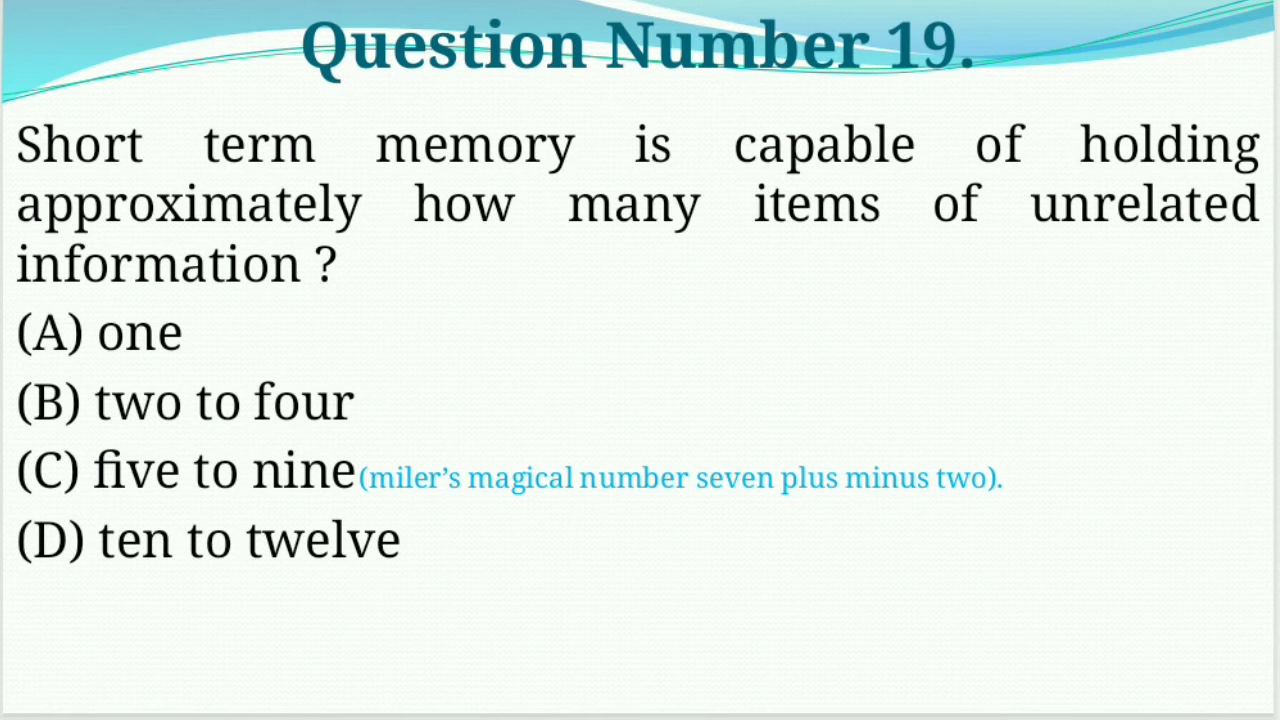 Question Number 19.
Short term memory is capable of holding
approximately how many items of unrelated
information ?
(A) one
(B) two to four
(C) five to nine(miler’s magical number seven plus minus two).
(D) ten to twelve